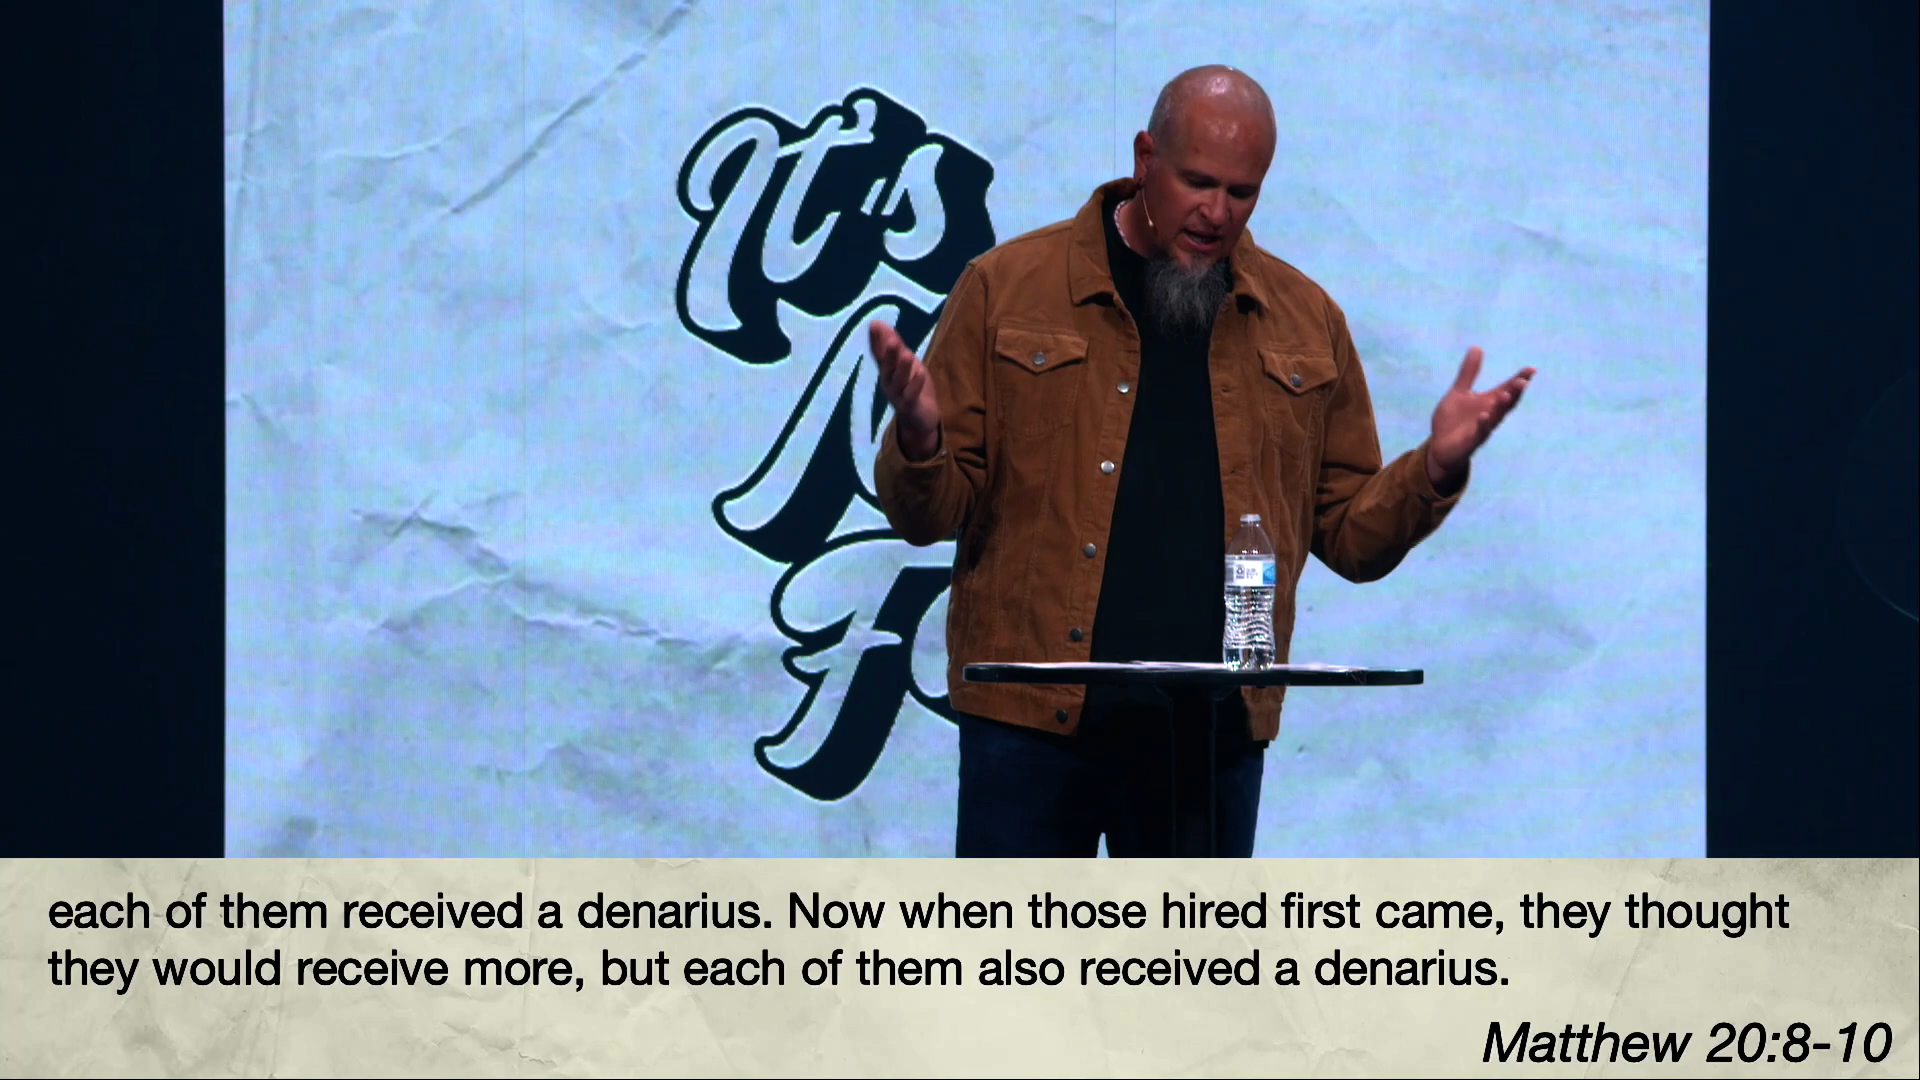 It's
each of them received a denarius. Now when those hired first came, they thought
they would receive more, but each of them also received a denarius.
Matthew 20:8-10